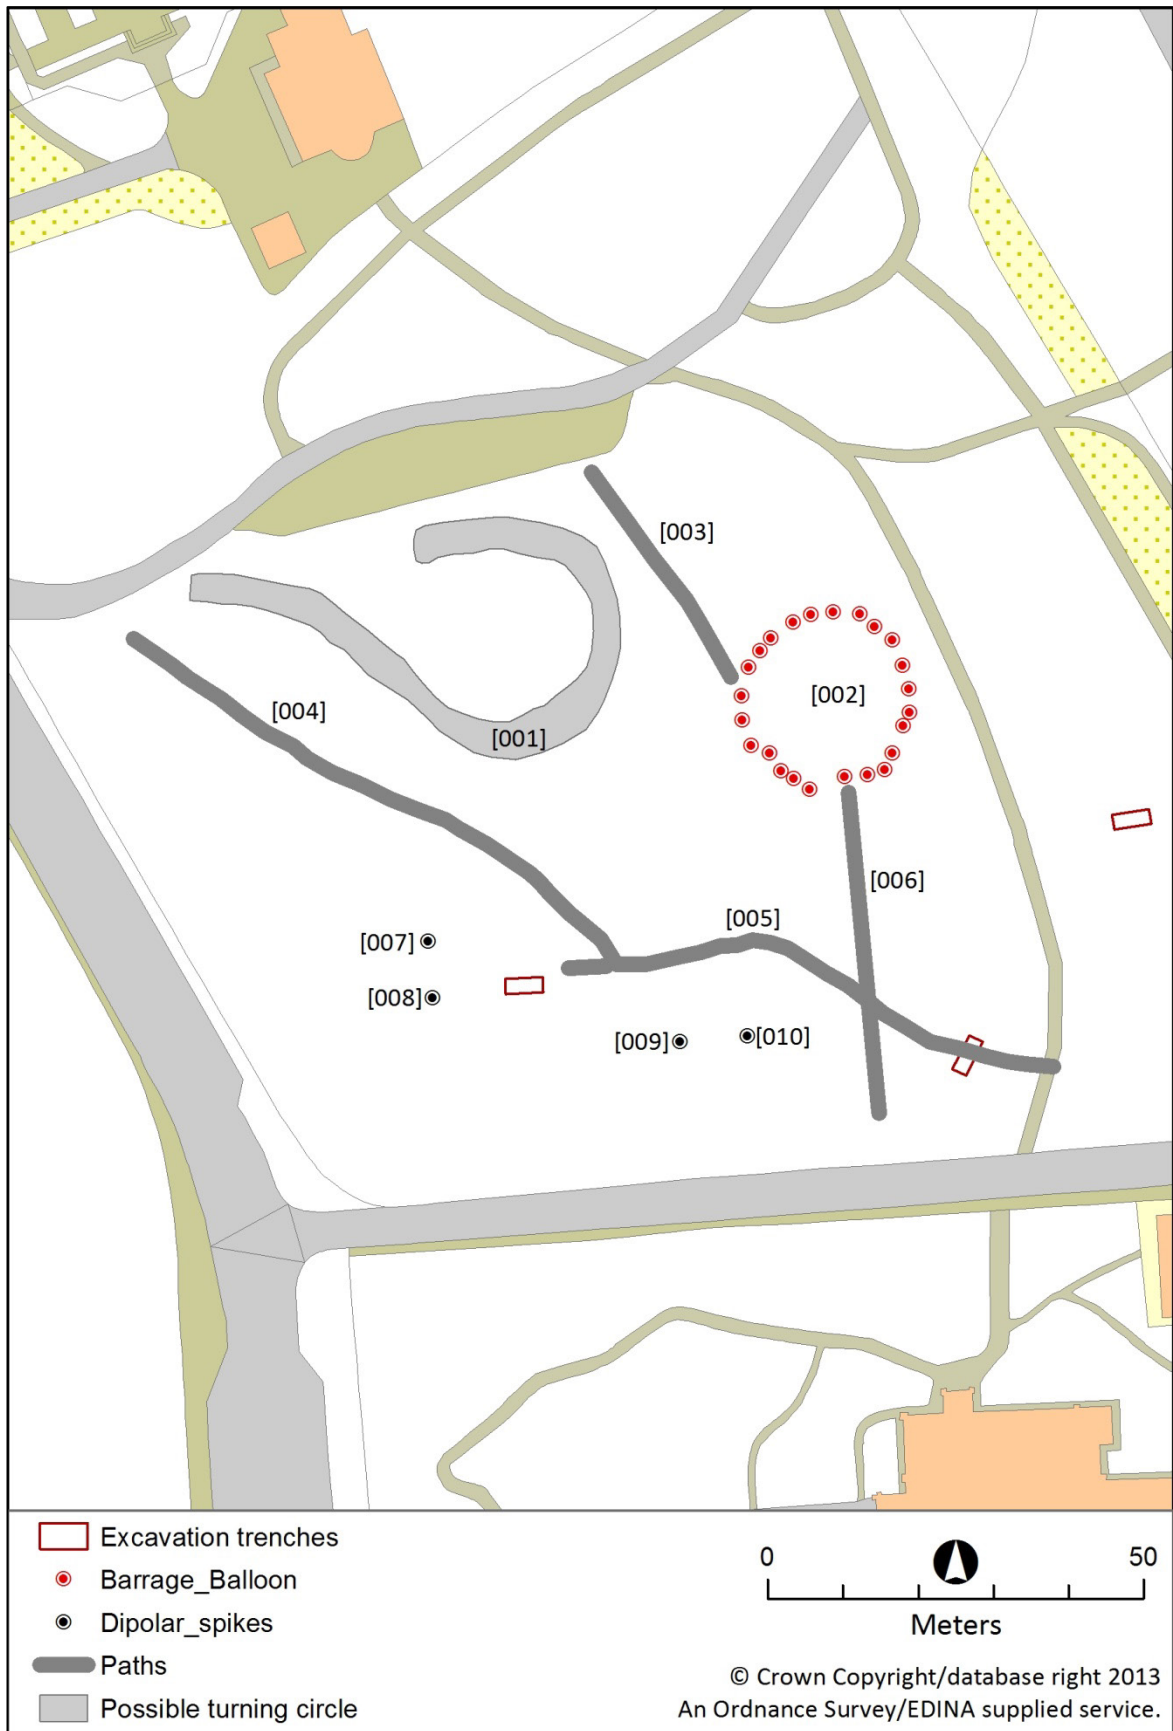 [003]
[002]
[004]
[001]
[006]
[005]
[007]
[008]
[009]
[010]
Excavation trenches
Barrage_Balloon
Dipolar_spikes
Paths
Possible turning circle
0 50
Meters
© Crown Copyright/database right 2013
An Ordnance Survey/EDINA supplied service.